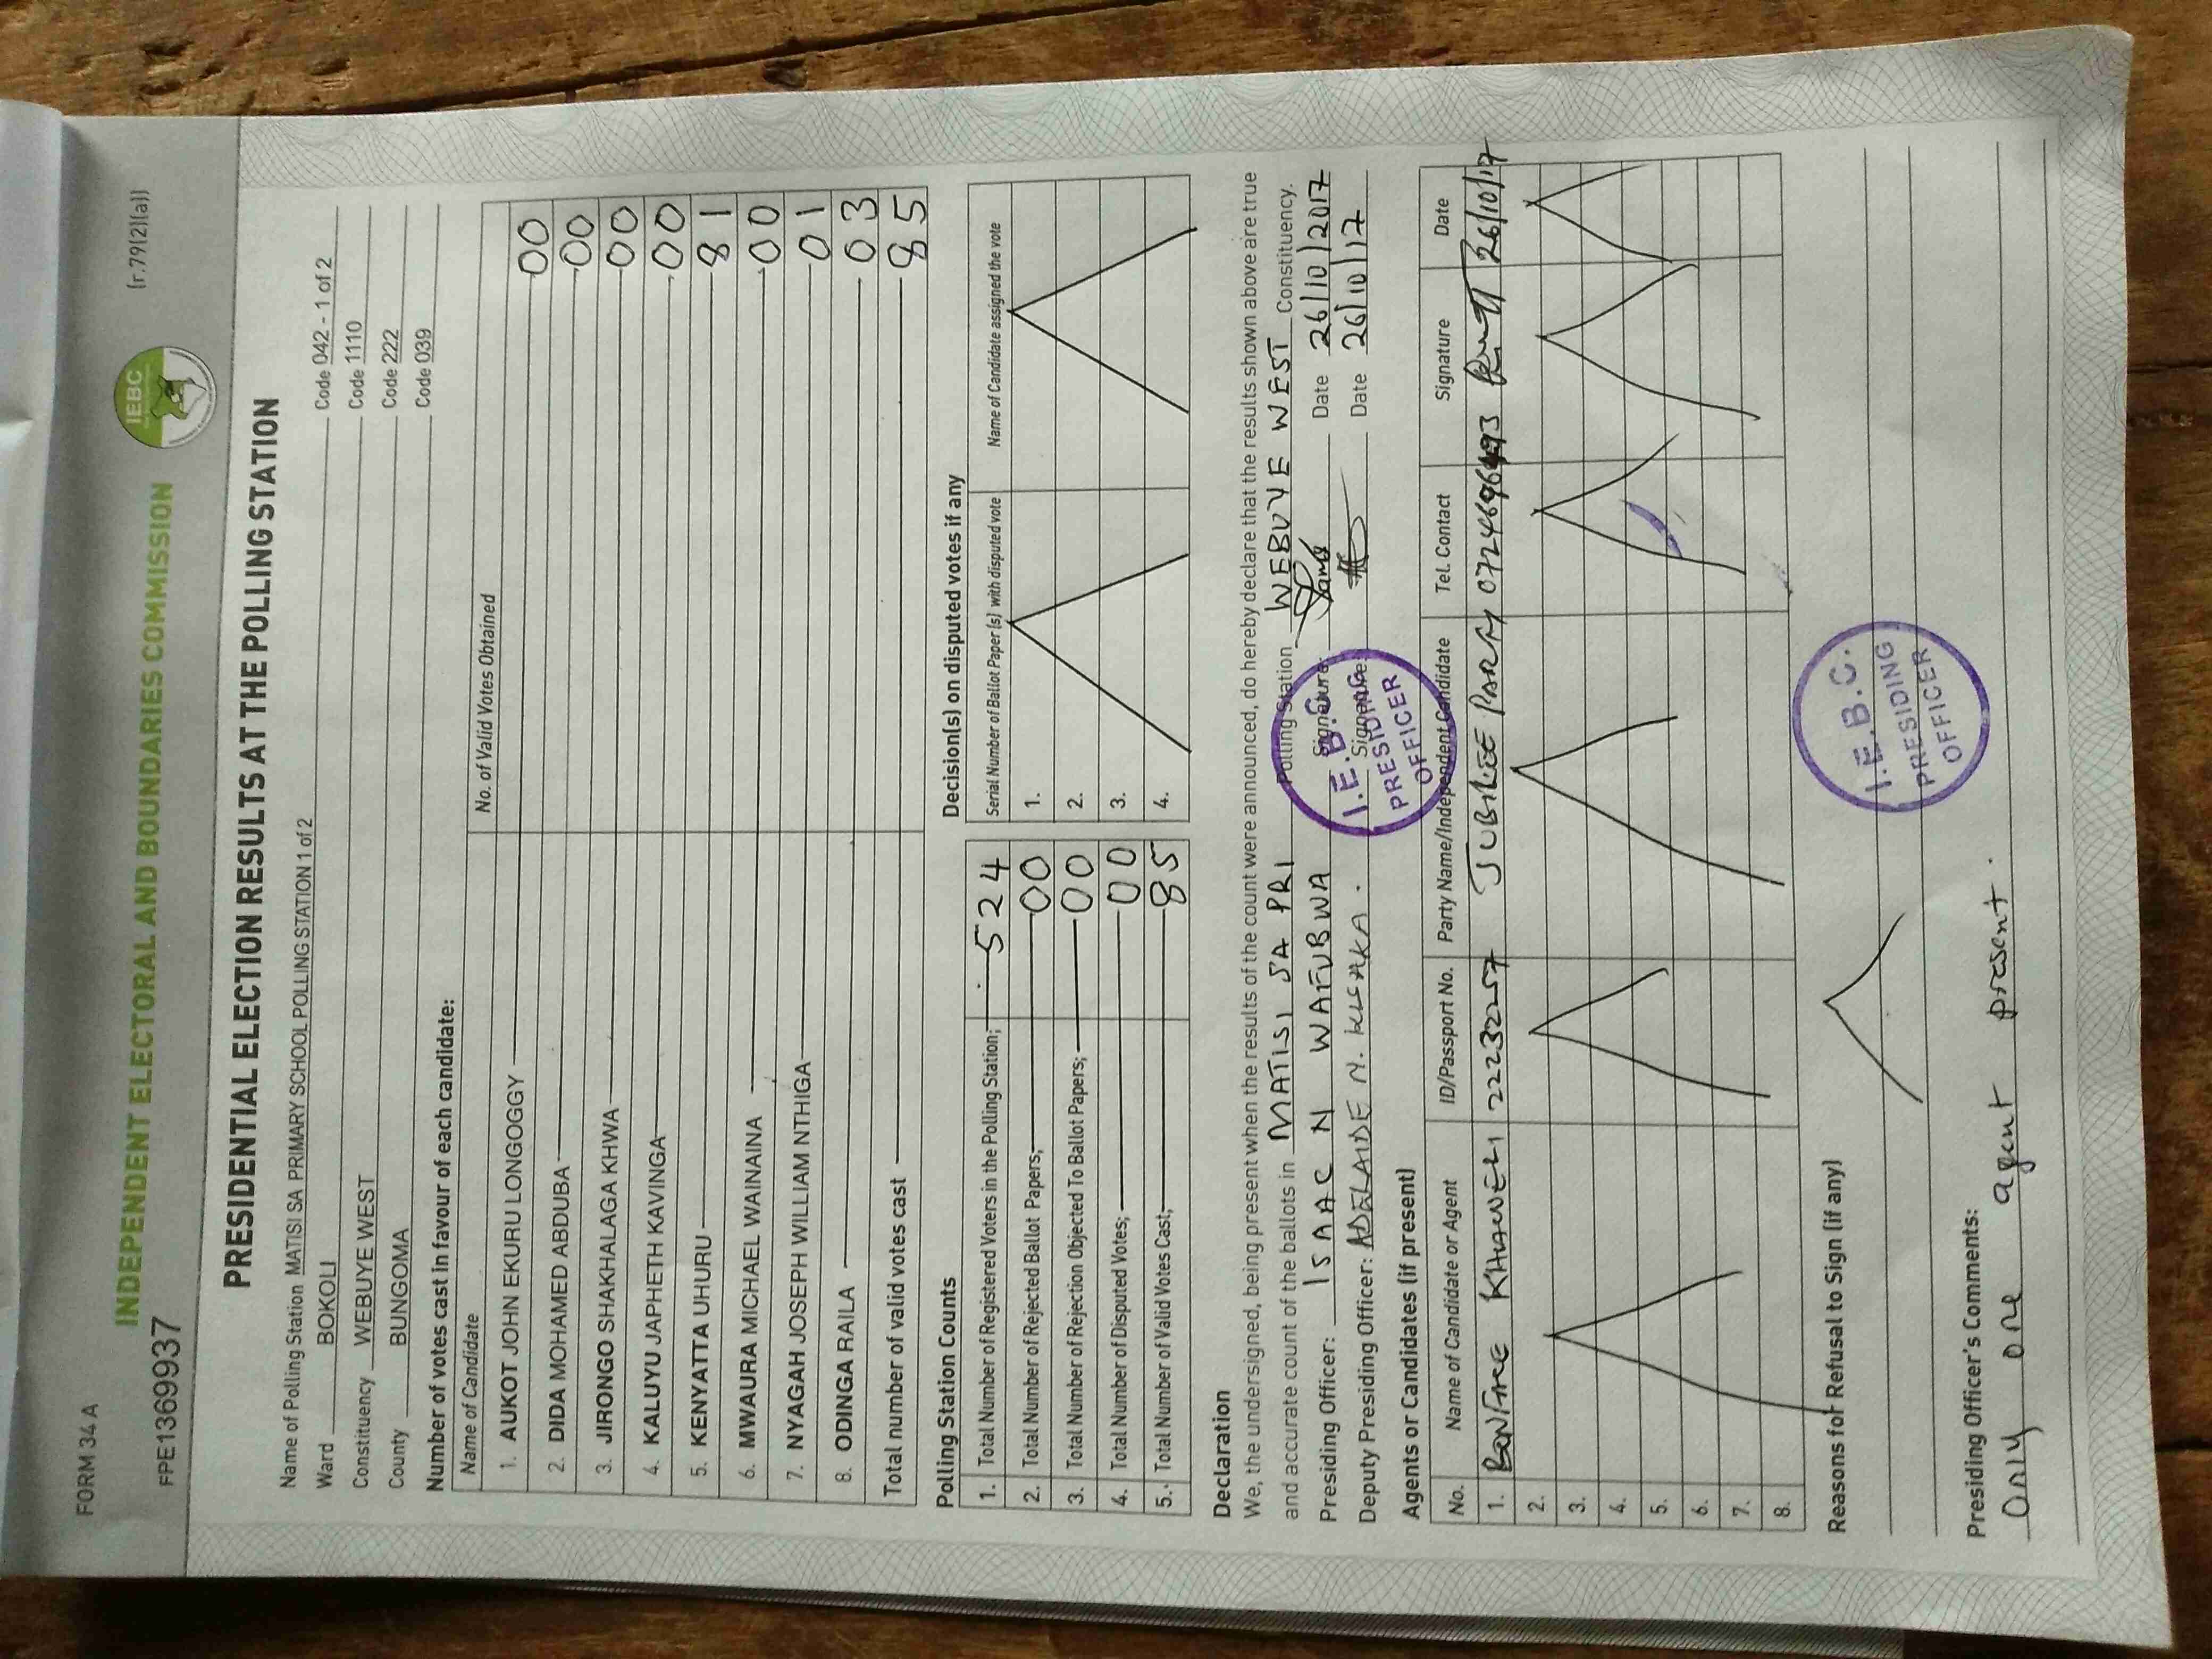 FORM 34 A
(r.79(2)(a))
IEBC
INDEPENDENT ELECTORAL AND BOUNDARIES COMMISSION
FPE1369937
PRESIDENTIAL ELECTION RESULTS AT THE POLLING STATION
Name of Polling Station MATISI SA PRIMARY SCHOOL POLLING STATION 1 of 2
Ward BOKOLI Code 042 - 1 of 2
Constituency WEBUYE WEST Code 1110
County BUNGOMA Code 222
Code 039
Number of votes cast in favour of each candidate:
Name of Candidate No. of Valid Votes Obtained
1. AUKOT JOHN EKURU LONGOGGY 00
2. DIDA MOHAMED ABDUBA 00
3. JIRONGO SHAKHALAGA KHWA 00
4. KALUYU JAPHETH KAVINGA 00
5. KENYATTA UHURU 81
6. MWAURA MICHAEL WAINAINA 00
7. NYAGAH JOSEPH WILLIAM NTHIGA 01
8. ODINGA RAILA 03
Total number of valid votes cast 85
Polling Station Counts
1. Total Number of Registered Voters in the Polling Station; 524
2. Total Number of Rejected Ballot Papers; 00
3. Total Number of Rejection Objected To Ballot Papers; 00
4. Total Number of Disputed Votes; 00
5. Total Number of Valid Votes Cast; 85
Decision(s) on disputed votes if any
Serial Number of Ballot Paper(s) with disputed vote Name of Candidate assigned the vote
1.
2.
3.
4.
Declaration
We, the undersigned, being present when the results of the count were announced, do hereby declare that the results shown above are true
and accurate count of the ballots in MATISI SA PRI Polling Station WEBUYE WEST Constituency.
Presiding Officer: ISAAC N WAFUBWA Signature Date 26/10/2017
Deputy Presiding Officer: ADELAIDE N. Signature Date 26/10/17
I.E.B.C.
PRESIDING
OFFICER
Agents or Candidates (if present)
No. Name of Candidate or Agent ID/Passport No. Party Name/Independent Candidate Tel. Contact Signature Date
1. BONFACE 22232257 JUBILEE PARTY 26/10/17
2.
3.
4.
5.
6.
7.
8.
Reasons for Refusal to Sign (if any)
I.E.B.C.
PRESIDING
OFFICER
Presiding Officer's Comments:
Only one agent present.